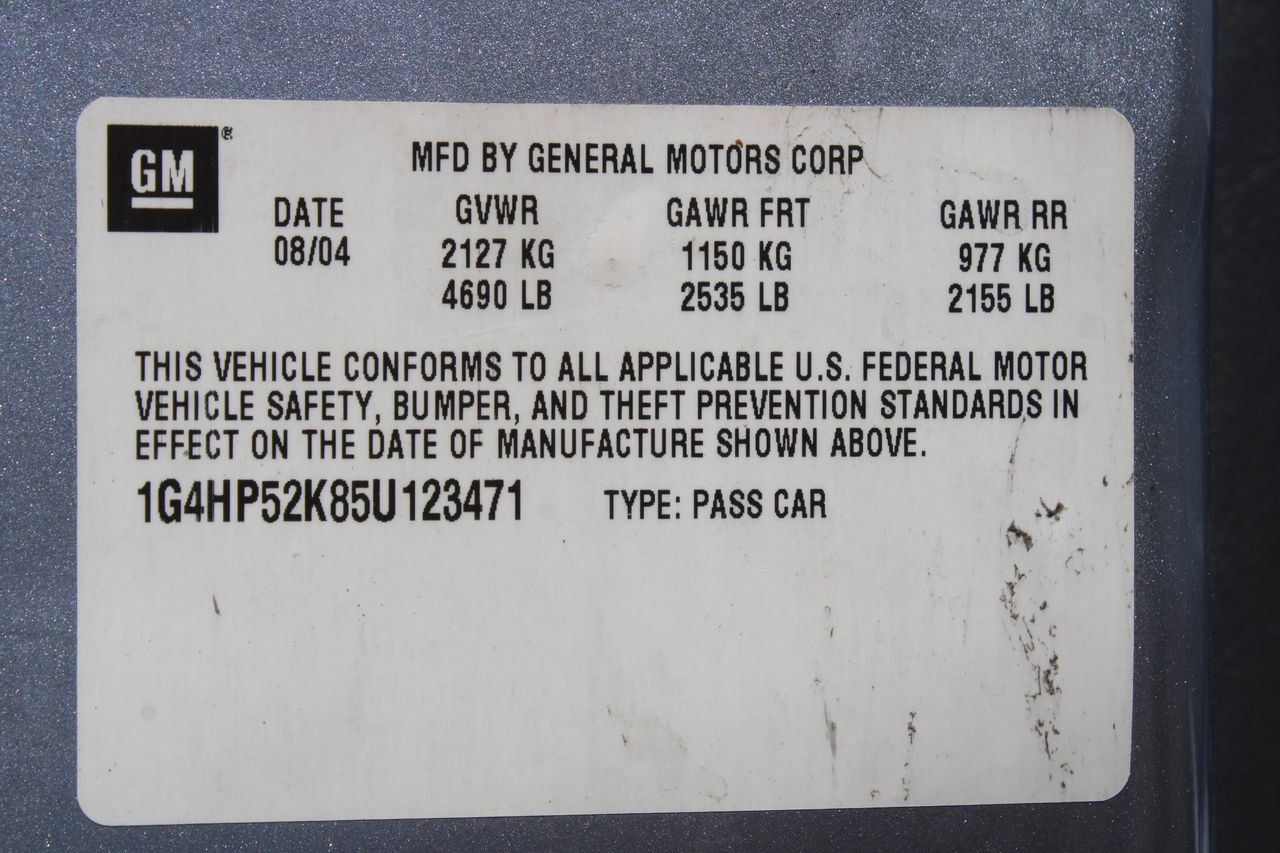 GM®
MFD BY GENERAL MOTORS CORP
DATE GVWR GAWR FRT GAWR RR
08/04 2127 KG 1150 KG 977 KG
4690 LB 2535 LB 2155 LB
THIS VEHICLE CONFORMS TO ALL APPLICABLE U.S. FEDERAL MOTOR
VEHICLE SAFETY, BUMPER, AND THEFT PREVENTION STANDARDS IN
EFFECT ON THE DATE OF MANUFACTURE SHOWN ABOVE.
1G4HP52K85U123471 TYPE: PASS CAR